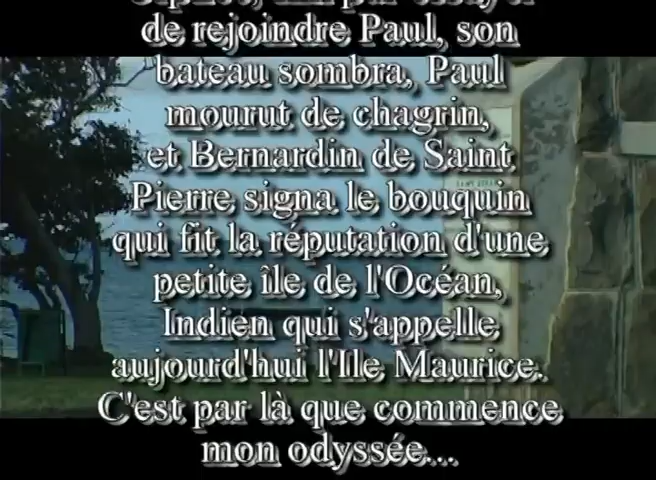 de rejoindre Paul, son
bateau sombra, Paul
mourut de chagrin,
et Bernardin de Saint
Pierre signa le bouquin
qui fit la réputation d'une
petite île de l'Océan,
Indien qui s'appelle
aujourd'hui l'Ile Maurice.
C'est par là que commence
mon odyssée...